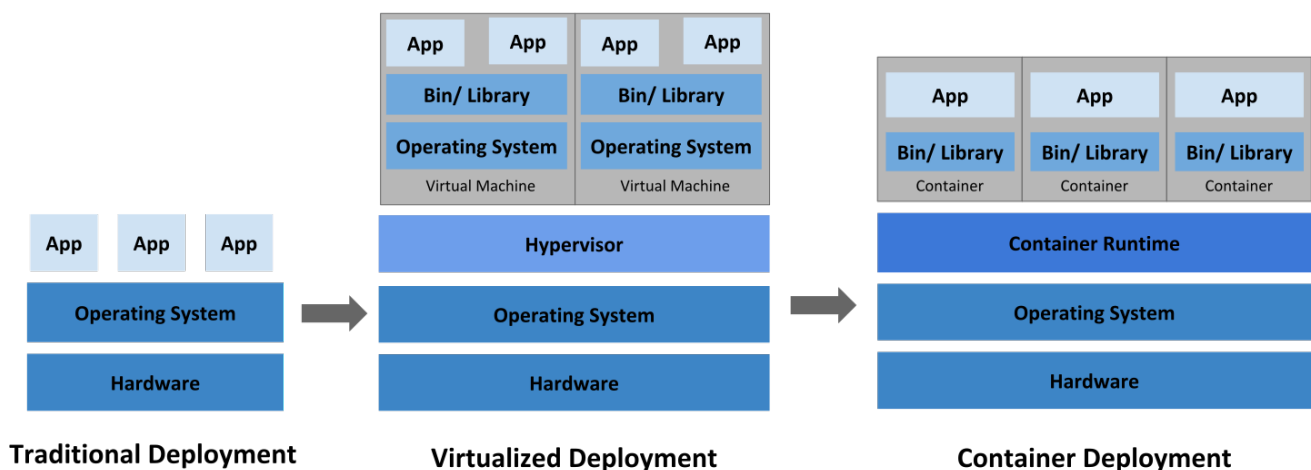 App App App
Operating System
Hardware
Traditional Deployment
App App App App
Bin/ Library Bin/ Library
Operating System Operating System
Virtual Machine Virtual Machine
Hypervisor
Operating System
Hardware
Virtualized Deployment
App App App
Bin/ Library Bin/ Library Bin/ Library
Container Container Container
Container Runtime
Operating System
Hardware
Container Deployment